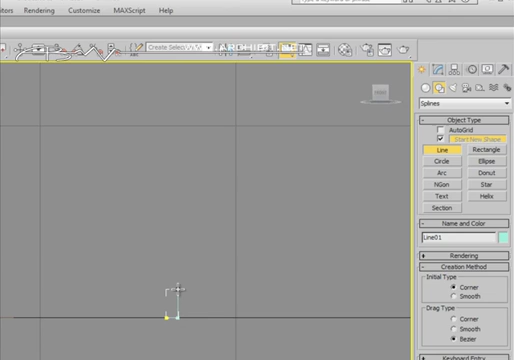 itors Rendering Customize MAXScript Help
Create Selection
Splines
- Object Type
AutoGrid
Start New Shape
Line Rectangle
Circle Ellipse
Arc Donut
NGon Star
Text Helix
Section
- Name and Color
Line01
+ Rendering
- Creation Method
Initial Type
Corner
Smooth
Drag Type
Corner
Smooth
Bezier
+ Keyboard Entry